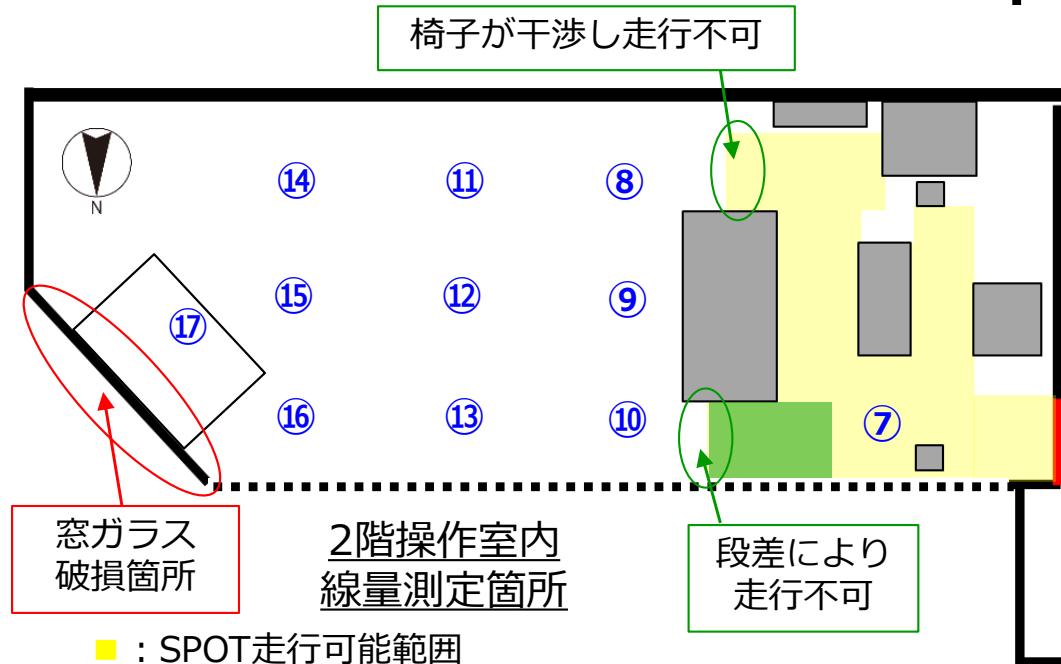 椅子が干渉し走行不可
N
⑭
⑪
⑧
⑮
⑫
⑨
⑰
⑯
⑬
⑩
⑦
窓ガラス
破損箇所
2階操作室内
線量測定箇所
段差により
走行不可
:SPOT走行可能範囲